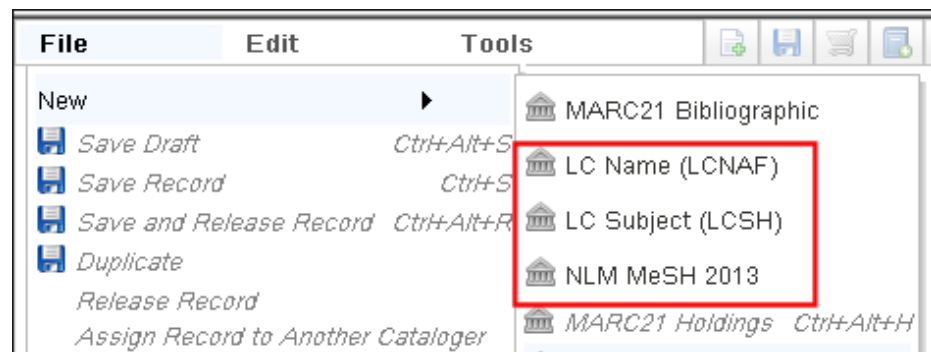 File Edit Tools
New
Save Draft Ctrl+Alt+S
Save Record Ctrl+S
Save and Release Record Ctrl+Alt+R
Duplicate
Release Record
Assign Record to Another Cataloger
MARC21 Bibliographic
LC Name (LCNAF)
LC Subject (LCSH)
NLM MeSH 2013
MARC21 Holdings Ctrl+Alt+H